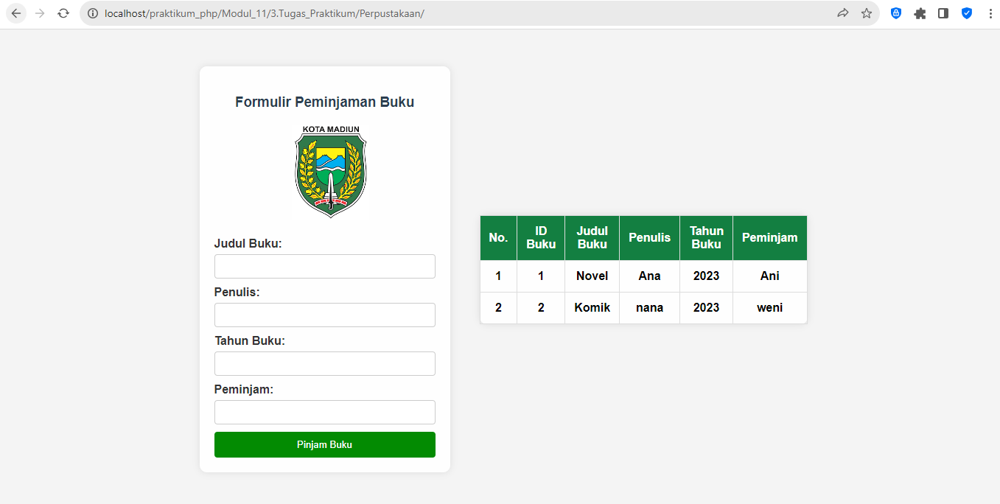 localhost/praktikum_php/Modul_11/3.Tugas_Praktikum/Perpustakaan/
Formulir Peminjaman Buku
KOTA MADIUN
Judul Buku:
Penulis:
Tahun Buku:
Peminjam:
Pinjam Buku
No. ID Buku Judul Buku Penulis Tahun Buku Peminjam
1 1 Novel Ana 2023 Ani
2 2 Komik nana 2023 weni